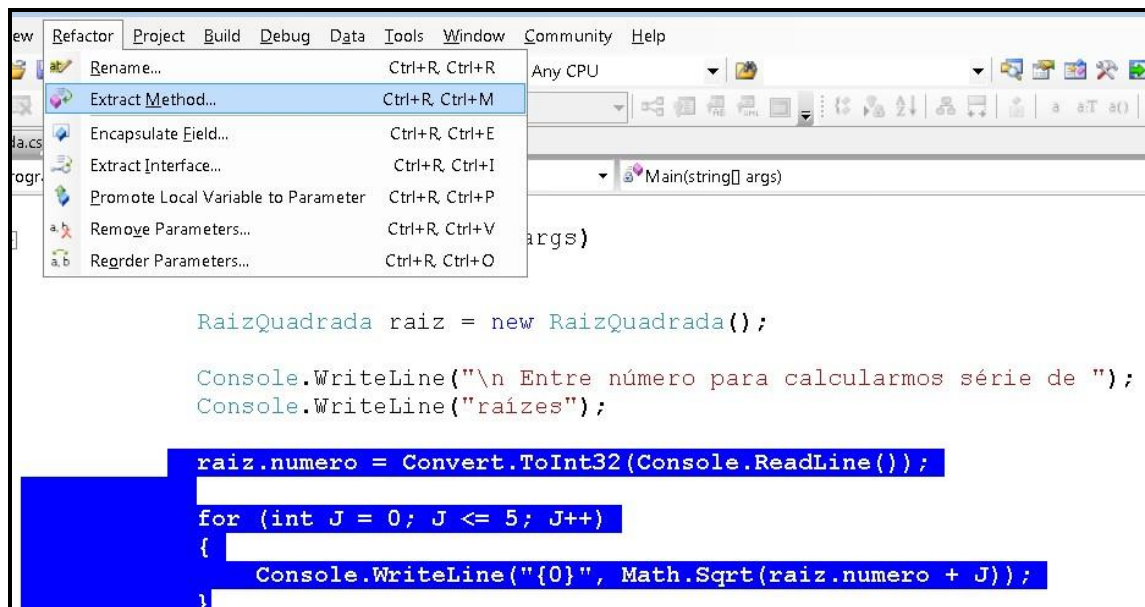 ew Refactor Project Build Debug Data Tools Window Community Help
Rename... Ctrl+R, Ctrl+R Any CPU
Extract Method... Ctrl+R, Ctrl+M
Encapsulate Field... Ctrl+R, Ctrl+E
da.cs
Extract Interface... Ctrl+R, Ctrl+I
rogr Main(string[] args)
Promote Local Variable to Parameter Ctrl+R, Ctrl+P
Remove Parameters... Ctrl+R, Ctrl+V
args)
Reorder Parameters... Ctrl+R, Ctrl+O
RaizQuadrada raiz = new RaizQuadrada();
Console.WriteLine("\n Entre número para calcularmos série de ");
Console.WriteLine("raízes");
raiz.numero = Convert.ToInt32(Console.ReadLine());
for (int J = 0; J <= 5; J++)
{
Console.WriteLine("{0}", Math.Sqrt(raiz.numero + J));
}